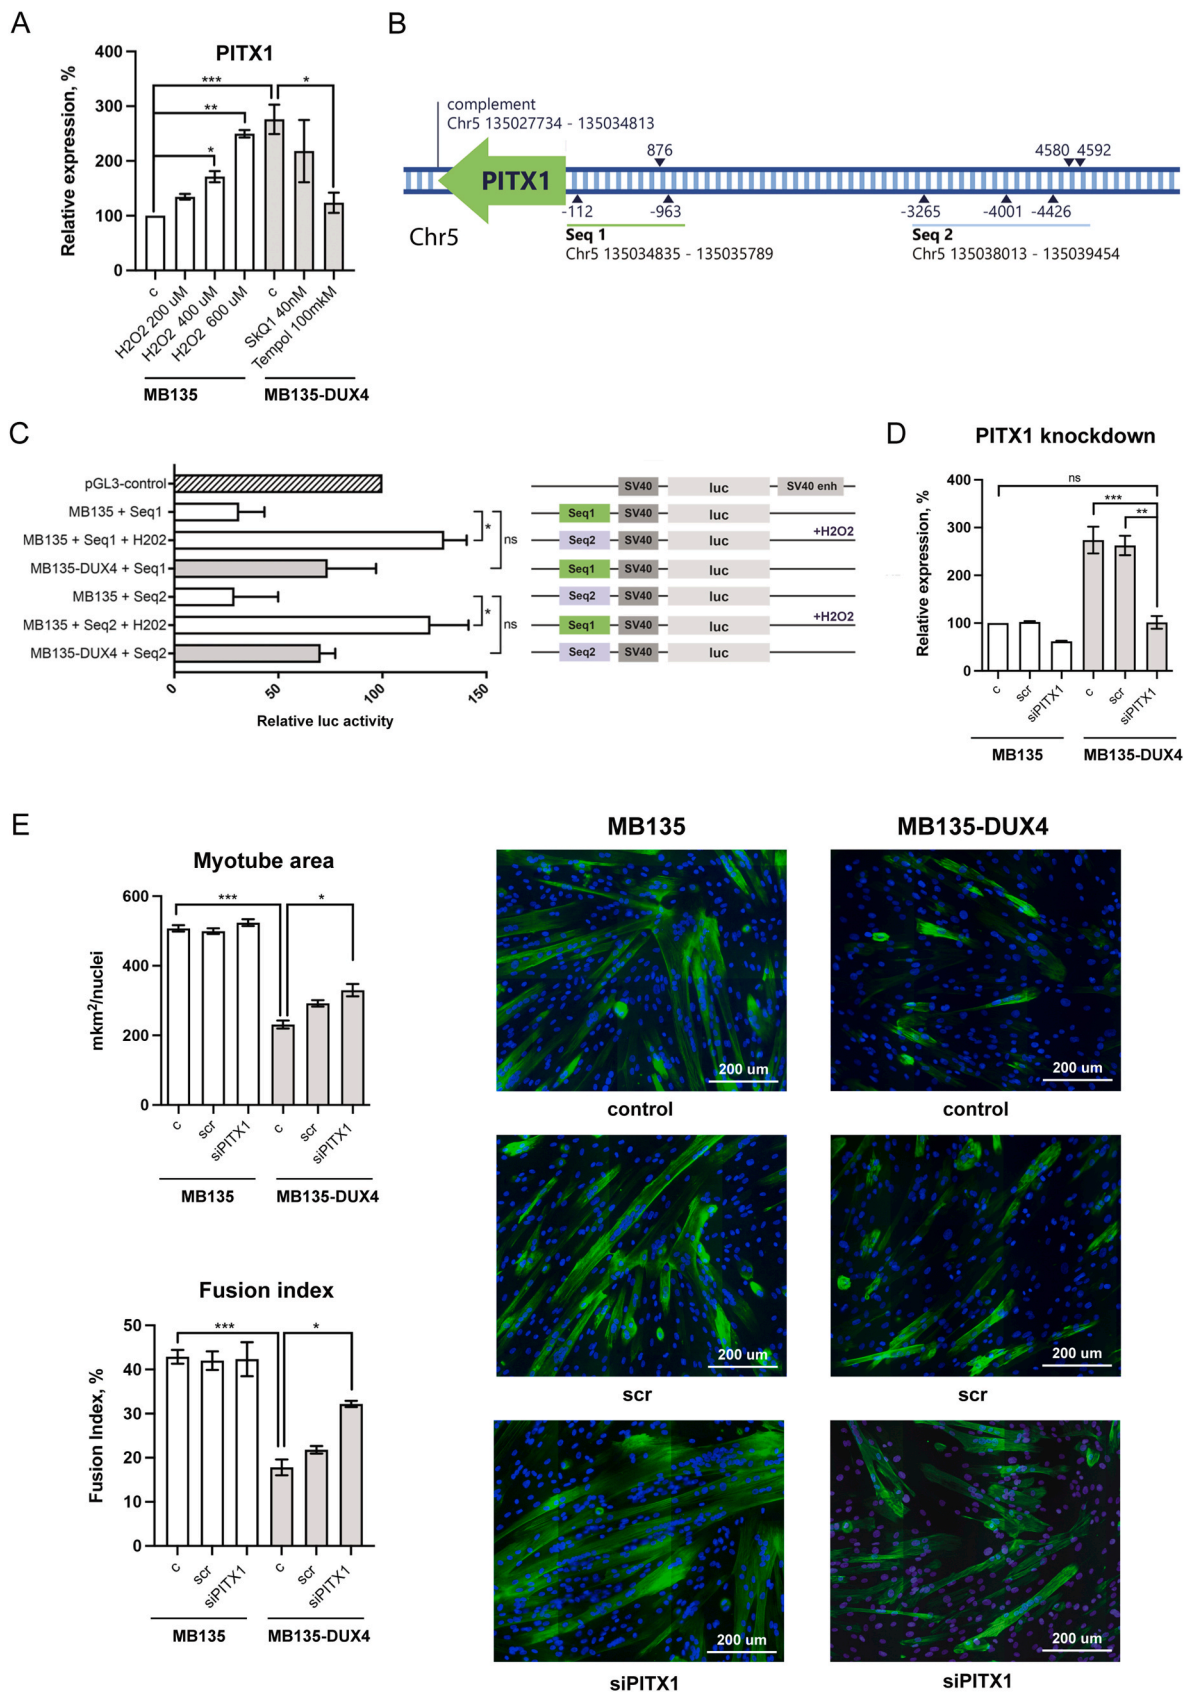 A
PITX1
Relative expression, %
400
300
200
100
0
***
**
*
*
c
H2O2 200 uM
H2O2 400 uM
H2O2 600 uM
c
SkQ1 40nM
Tempol 100mkM
MB135
MB135-DUX4
B
complement
Chr5 135027734 - 135034813
PITX1
876
4580
4592
-112
-963
-3265
-4001
-4426
Chr5
Seq 1
Chr5 135034835 - 135035789
Seq 2
Chr5 135038013 - 135039454
C
pGL3-control
MB135 + Seq1
MB135 + Seq1 + H202
MB135-DUX4 + Seq1
MB135 + Seq2
MB135 + Seq2 + H202
MB135-DUX4 + Seq2
*
ns
*
ns
0
50
100
150
Relative luc activity
SV40 luc SV40 enh
Seq1 SV40 luc
Seq2 SV40 luc +H2O2
Seq1 SV40 luc
Seq2 SV40 luc
Seq1 SV40 luc +H2O2
Seq2 SV40 luc
D
PITX1 knockdown
Relative expression, %
400
300
200
100
0
ns
***
**
c
scr
siPITX1
c
scr
siPITX1
MB135
MB135-DUX4
E
Myotube area
mkm²/nuclei
600
400
200
0
***
*
c
scr
siPITX1
c
scr
siPITX1
MB135
MB135-DUX4
Fusion index
Fusion Index, %
50
40
30
20
10
0
***
*
c
scr
siPITX1
c
scr
siPITX1
MB135
MB135-DUX4
MB135
MB135-DUX4
200 um
200 um
control
control
200 um
200 um
scr
scr
200 um
200 um
siPITX1
siPITX1